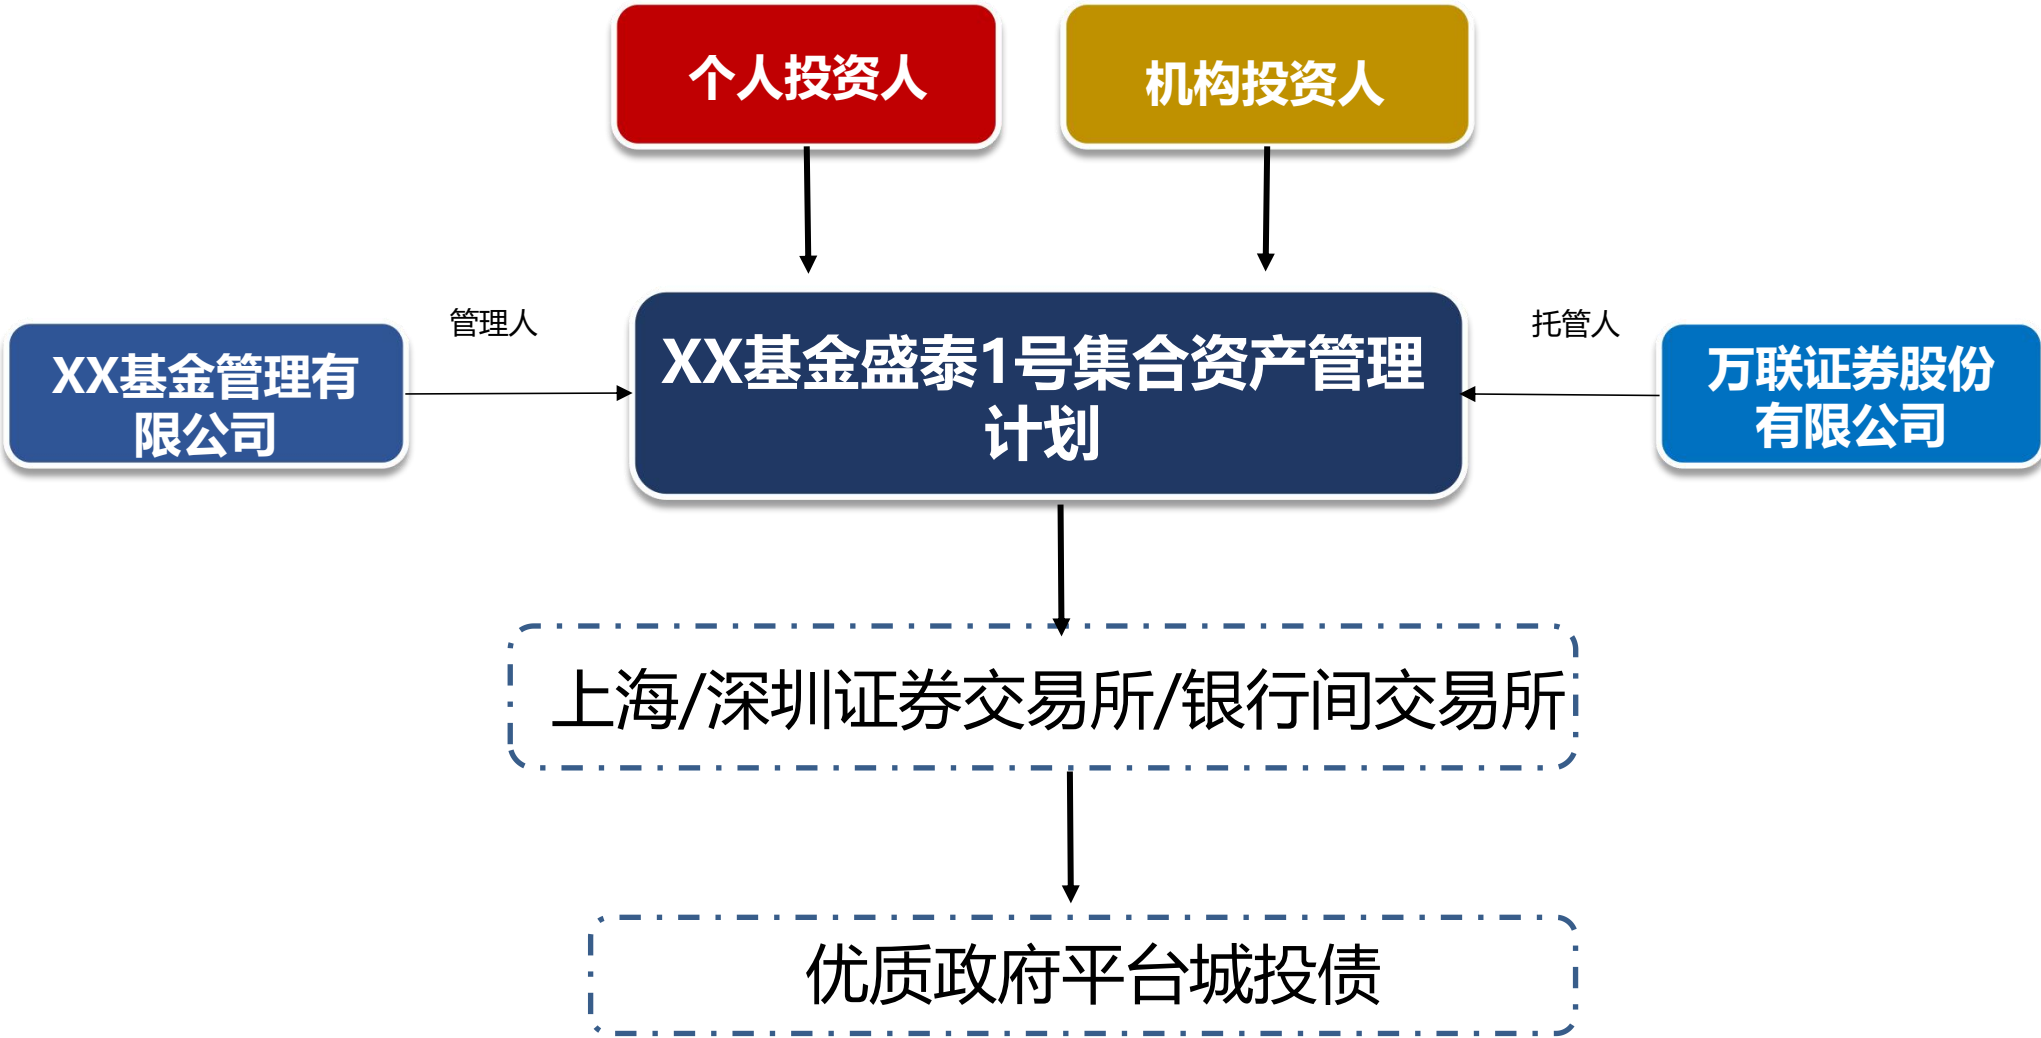 个人投资人
机构投资人
管理人
托管人
XX基金管理有
限公司
XX基金盛泰1号集合资产管理
计划
万联证券股份
有限公司
上海/深圳证券交易所/银行间交易所
优质政府平台城投债